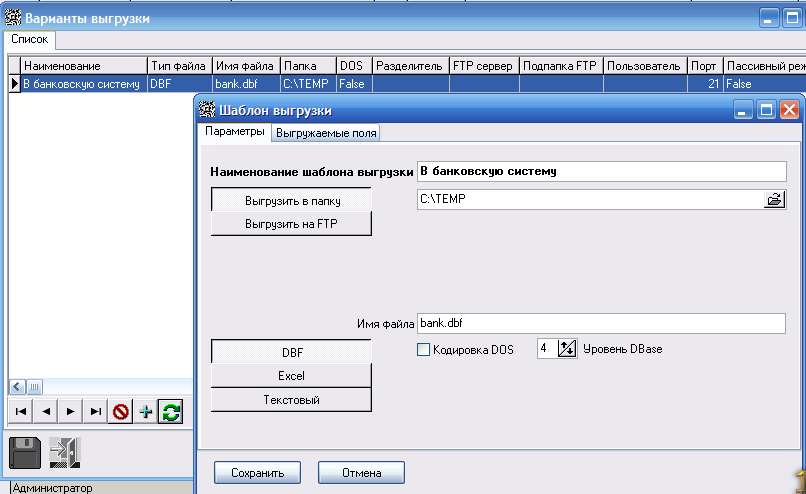 Варианты выгрузки
Список
Наименование Тип файла Имя файла Папка DOS Разделитель FTP сервер Подпапка FTP Пользователь Порт Пассивный реж
В банковскую систему DBF bank.dbf C:\TEMP False 21 False
Шаблон выгрузки
Параметры Выгружаемые поля
Наименование шаблона выгрузки В банковскую систему
Выгрузить в папку C:\TEMP
Выгрузить на FTP
Имя файла bank.dbf
DBF Кодировка DOS 4 Уровень DBase
Excel
Текстовый
Сохранить Отмена
Администратор
1